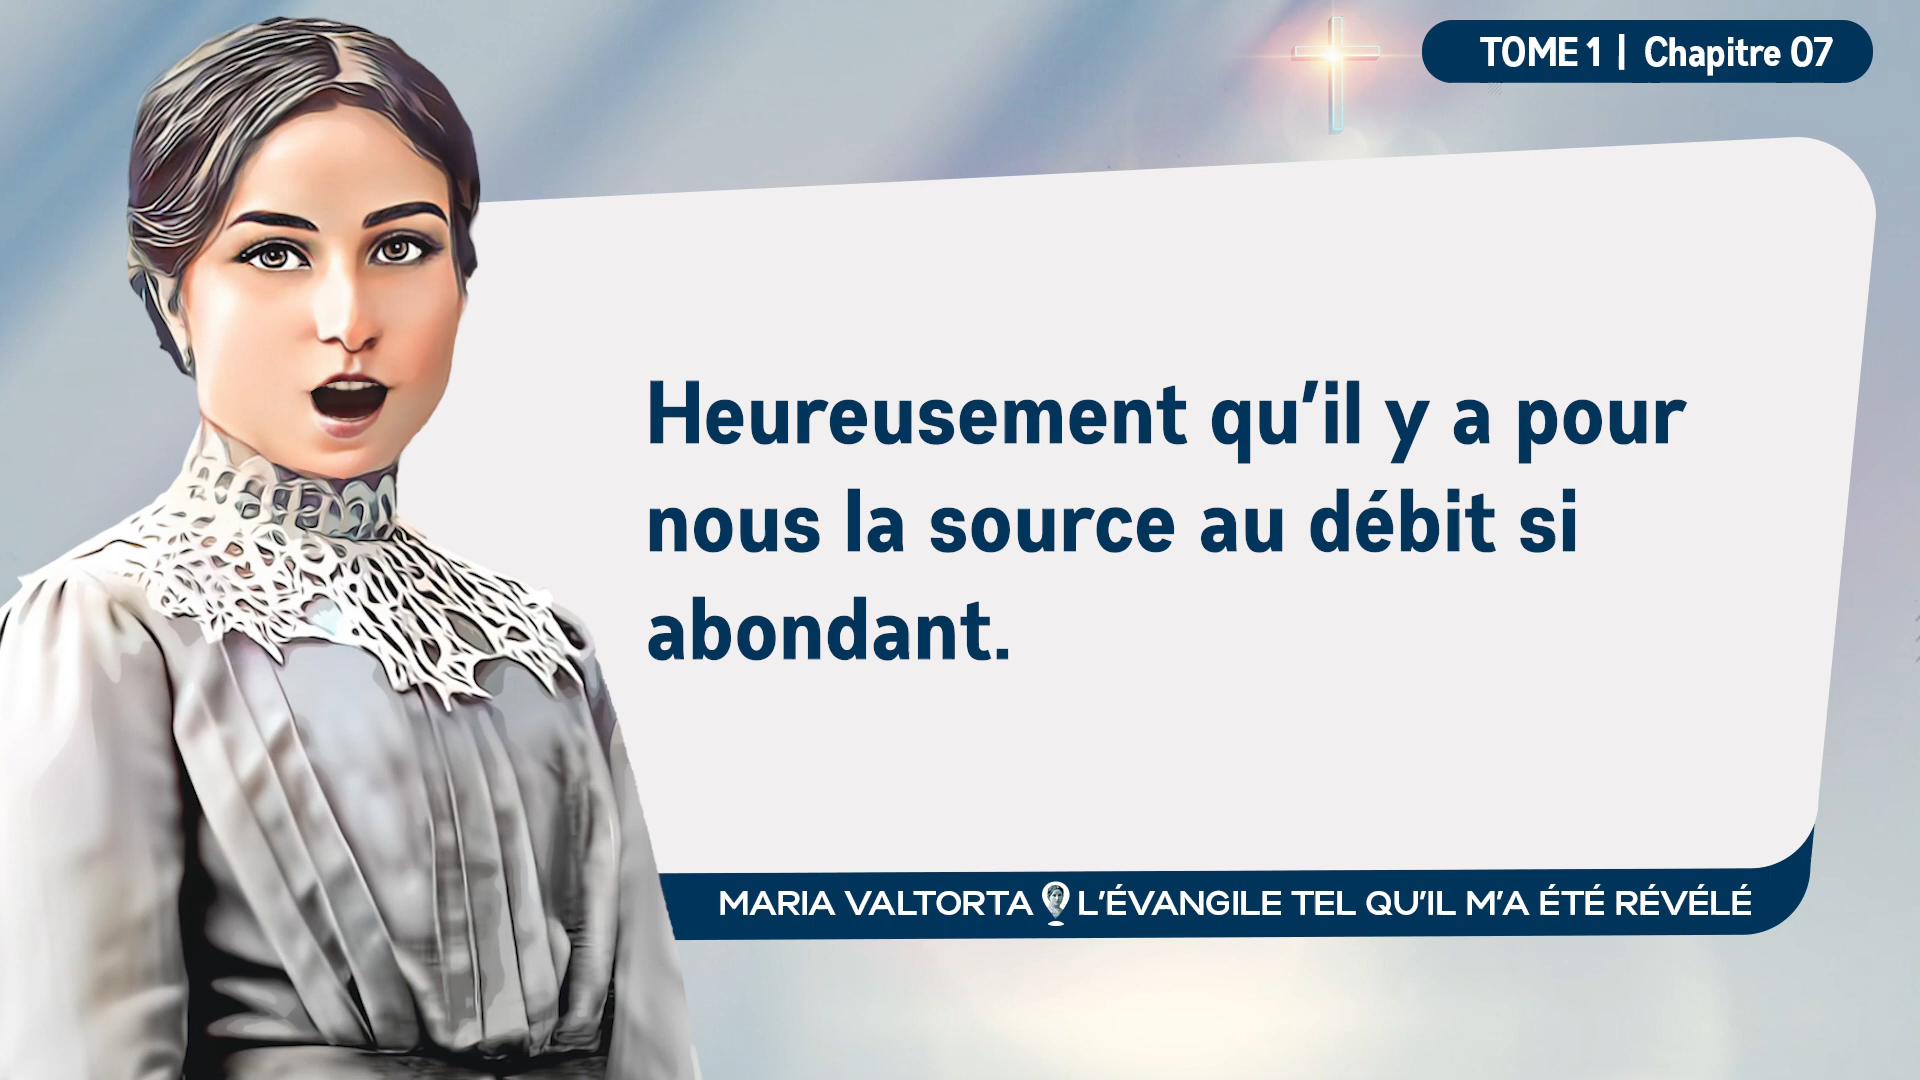 TOME 1 | Chapitre 07
Heureusement qu’il y a pour
nous la source au débit si
abondant.
MARIA VALTORTA L’ÉVANGILE TEL QU’IL M’A ÉTÉ RÉVÉLÉ